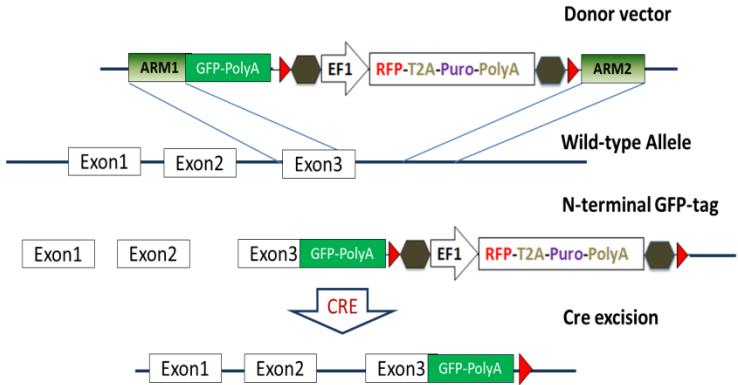 Donor vector
ARM1 GFP-PolyA EF1 RFP-T2A-Puro-PolyA ARM2
Wild-type Allele
Exon1 Exon2 Exon3
N-terminal GFP-tag
Exon1 Exon2 Exon3 GFP-PolyA EF1 RFP-T2A-Puro-PolyA
CRE
Cre excision
Exon1 Exon2 Exon3 GFP-PolyA